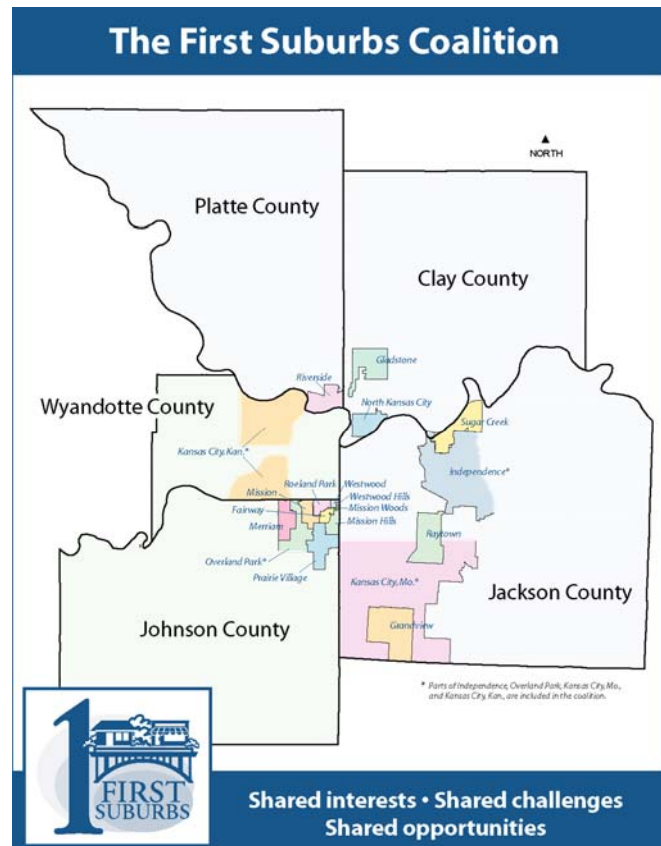 The First Suburbs Coalition
NORTH
Platte County
Clay County
Gladstone
Riverside
North Kansas City
Wyandotte County
Sugar Creek
Kansas City, Kan.*
Independence*
Mission
Roeland Park
Westwood
Westwood Hills
Fairway
Mission Woods
Merriam
Mission Hills
Raytown
Overland Park*
Prairie Village
Kansas City, Mo.*
Jackson County
Johnson County
Grandview
* Parts of Independence, Overland Park, Kansas City, Mo.,
and Kansas City, Kan., are included in the coalition.
1
FIRST
SUBURBS
Shared interests • Shared challenges
Shared opportunities